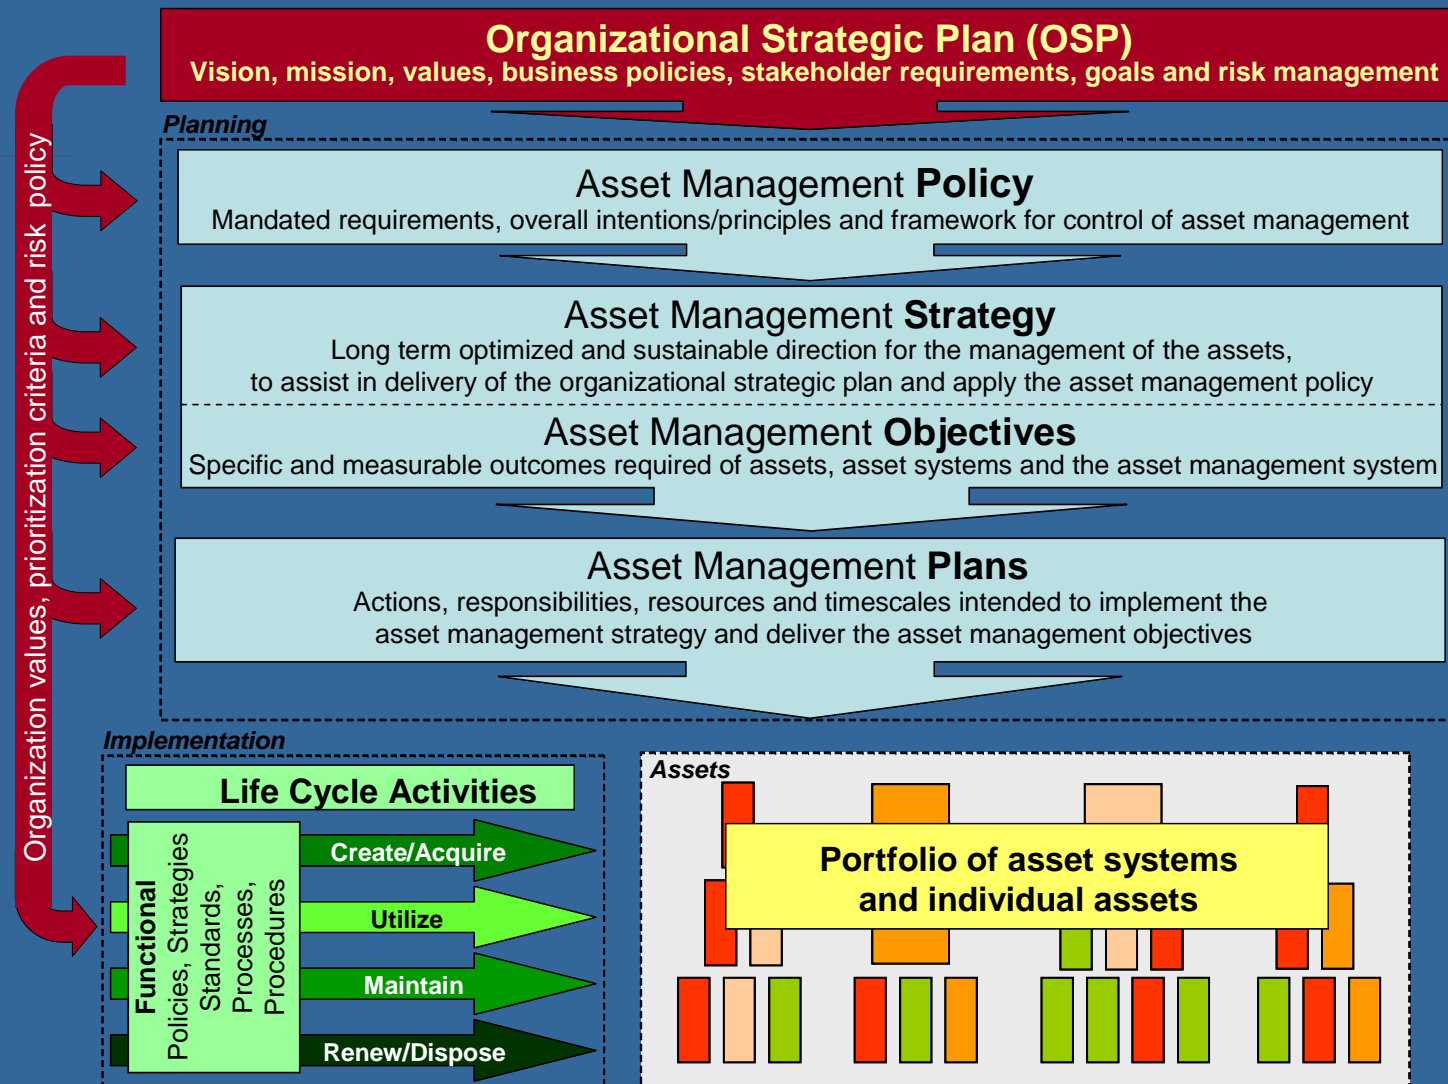 Organizational Strategic Plan (OSP)
Vision, mission, values, business policies, stakeholder requirements, goals and risk management
Organization values, prioritization criteria and risk policy
Planning
Asset Management Policy
Mandated requirements, overall intentions/principles and framework for control of asset management
Asset Management Strategy
Long term optimized and sustainable direction for the management of the assets,
to assist in delivery of the organizational strategic plan and apply the asset management policy
Asset Management Objectives
Specific and measurable outcomes required of assets, asset systems and the asset management system
Asset Management Plans
Actions, responsibilities, resources and timescales intended to implement the
asset management strategy and deliver the asset management objectives
Implementation
Life Cycle Activities
Functional
Policies, Strategies
Standards,
Processes,
Procedures
Create/Acquire
Utilize
Maintain
Renew/Dispose
Assets
Portfolio of asset systems
and individual assets